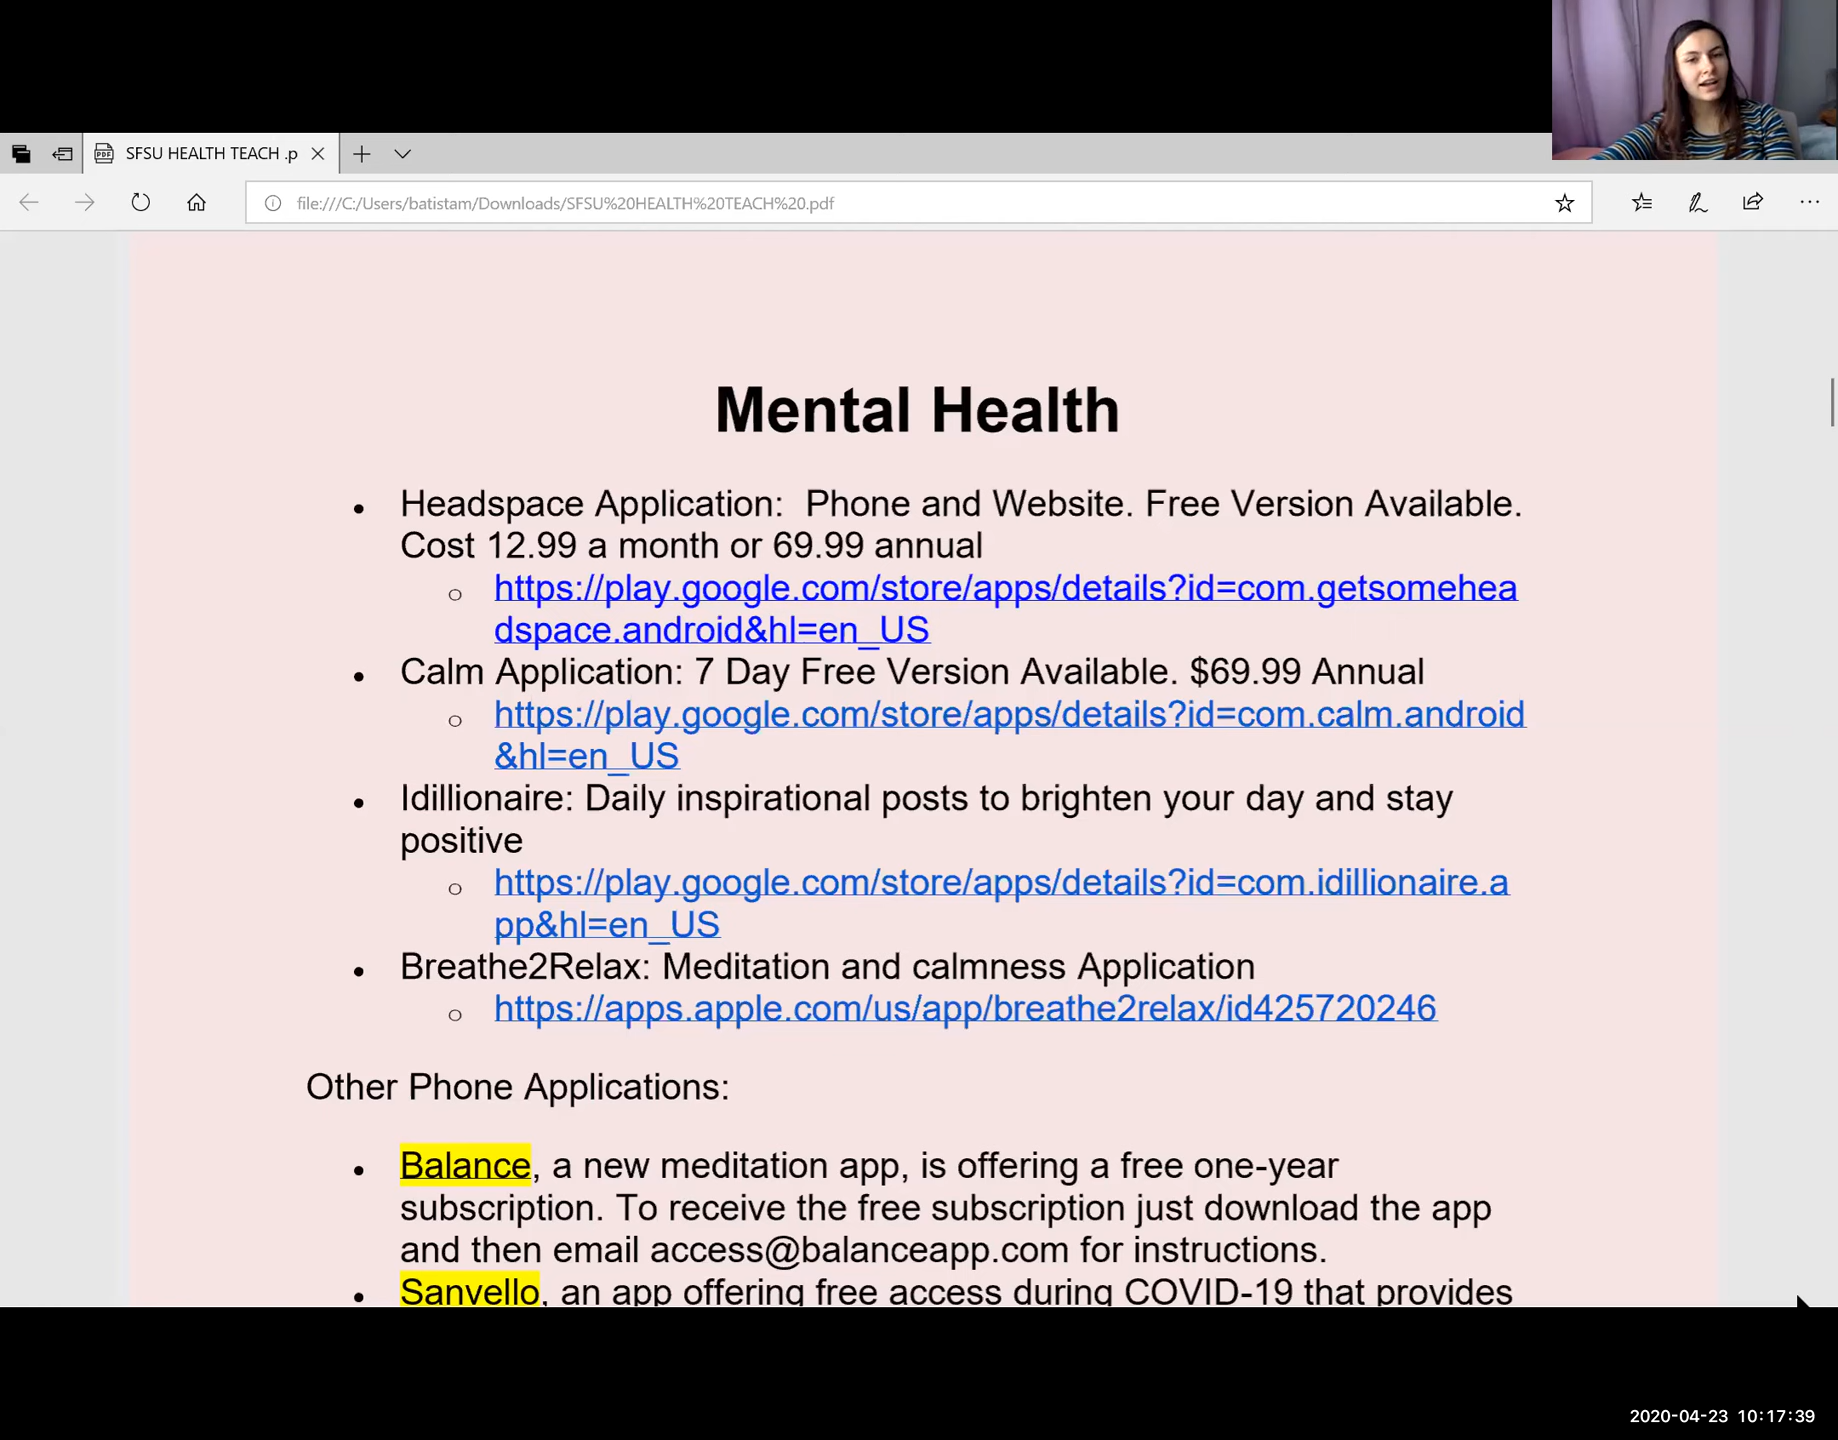 SFSU HEALTH TEACH .p
file:///C:/Users/batistam/Downloads/SFSU%20HEALTH%20TEACH%20.pdf
Mental Health
• Headspace Application:  Phone and Website. Free Version Available.
Cost 12.99 a month or 69.99 annual
○ https://play.google.com/store/apps/details?id=com.getsomehea
dspace.android&hl=en_US
• Calm Application: 7 Day Free Version Available. $69.99 Annual
○ https://play.google.com/store/apps/details?id=com.calm.android
&hl=en_US
• Idillionaire: Daily inspirational posts to brighten your day and stay
positive
○ https://play.google.com/store/apps/details?id=com.idillionaire.a
pp&hl=en_US
• Breathe2Relax: Meditation and calmness Application
○ https://apps.apple.com/us/app/breathe2relax/id425720246
Other Phone Applications:
• Balance, a new meditation app, is offering a free one-year
subscription. To receive the free subscription just download the app
and then email access@balanceapp.com for instructions.
• Sanvello, an app offering free access during COVID-19 that provides
2020-04-23 10:17:39